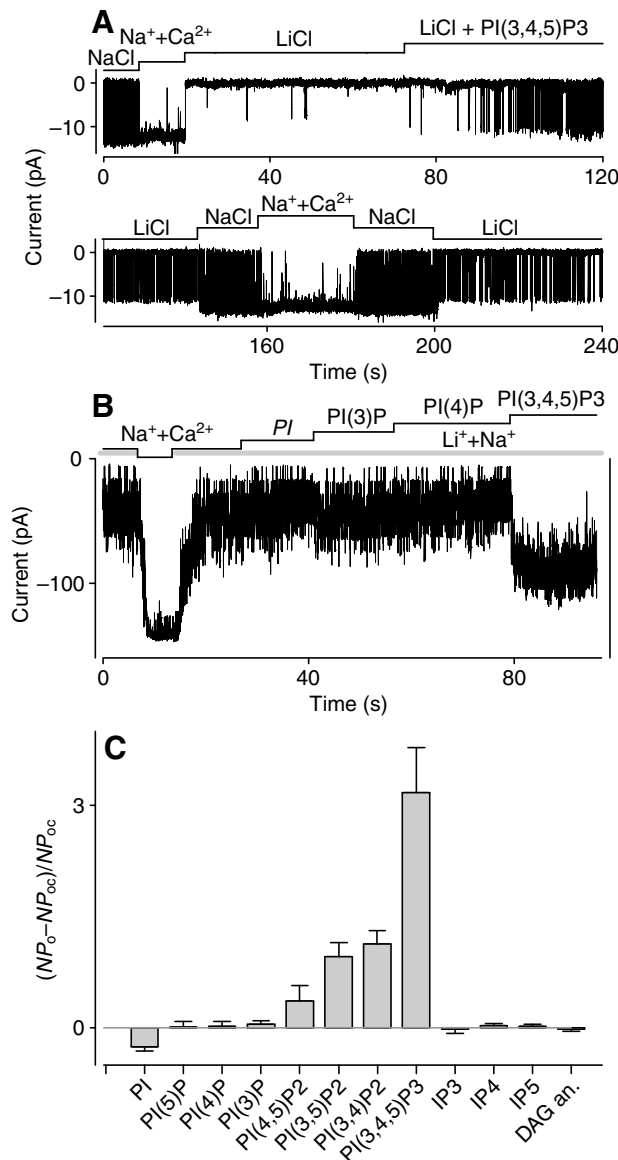 A
Na⁺+Ca²⁺
LiCl
LiCl + PI(3,4,5)P3
NaCl
0
−10
0
40
80
120
Na⁺+Ca²⁺
LiCl
NaCl
NaCl
LiCl
0
−10
160
200
240
Current (pA)
Time (s)
B
Na⁺+Ca²⁺
PI
PI(3)P
PI(4)P
PI(3,4,5)P3
Li⁺+Na⁺
0
−100
Current (pA)
0
40
80
Time (s)
C
3
0
(NPo−NPoc)/NPoc
PI
PI(5)P
PI(4)P
PI(3)P
PI(4,5)P2
PI(3,5)P2
PI(3,4)P2
PI(3,4,5)P3
IP3
IP4
IP5
DAG an.